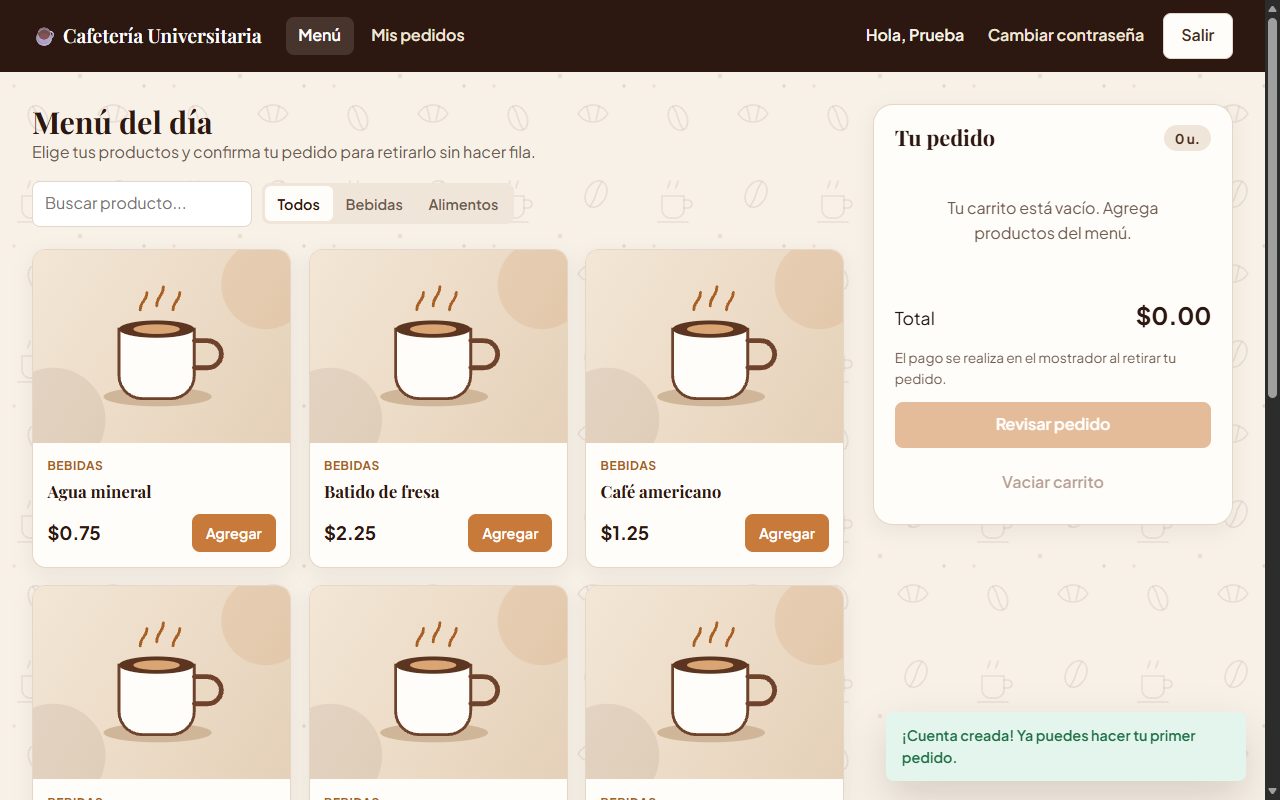 Cafetería Universitaria
Menú
Mis pedidos
Hola, Prueba
Cambiar contraseña
Salir
Menú del día
Elige tus productos y confirma tu pedido para retirarlo sin hacer fila.
Buscar producto...
Todos
Bebidas
Alimentos
BEBIDAS
Agua mineral
$0.75
Agregar
BEBIDAS
Batido de fresa
$2.25
Agregar
BEBIDAS
Café americano
$1.25
Agregar
BEBIDAS
BEBIDAS
BEBIDAS
Tu pedido
0 u.
Tu carrito está vacío. Agrega
productos del menú.
Total
$0.00
El pago se realiza en el mostrador al retirar tu
pedido.
Revisar pedido
Vaciar carrito
¡Cuenta creada! Ya puedes hacer tu primer
pedido.